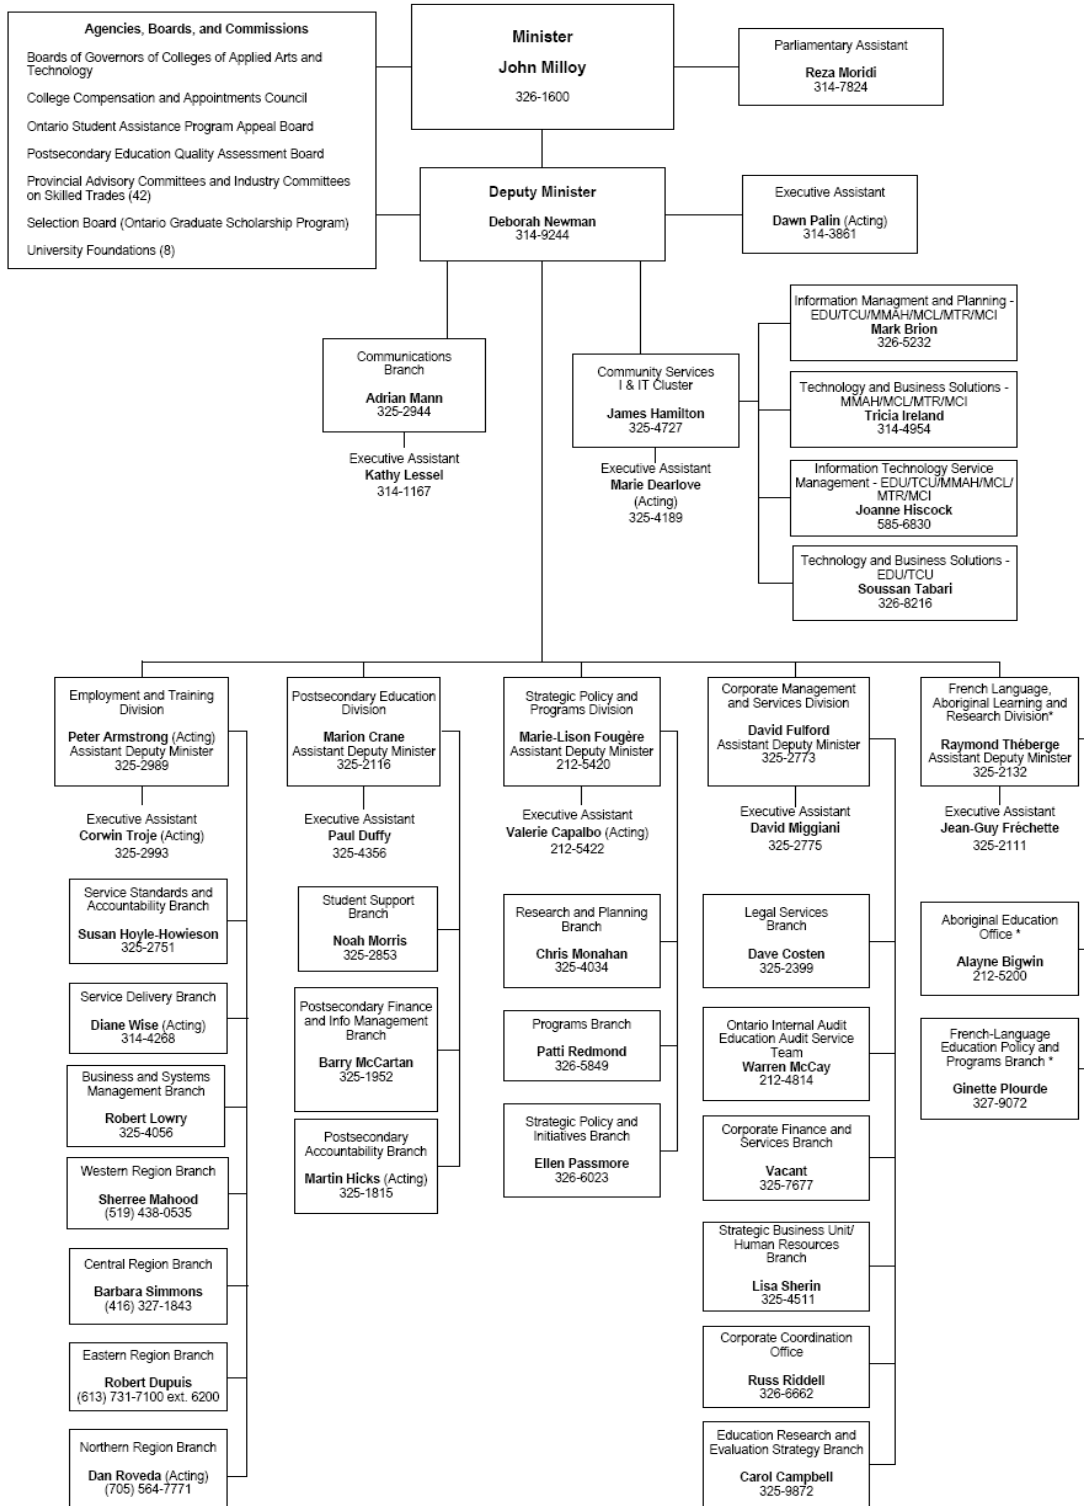 Agencies, Boards, and Commissions
Boards of Governors of Colleges of Applied Arts and
Technology
College Compensation and Appointments Council
Ontario Student Assistance Program Appeal Board
Postsecondary Education Quality Assessment Board
Provincial Advisory Committees and Industry Committees
on Skilled Trades (42)
Selection Board (Ontario Graduate Scholarship Program)
University Foundations (8)
Minister
John Milloy
326-1600
Parliamentary Assistant
Reza Moridi
314-7824
Deputy Minister
Deborah Newman
314-9244
Executive Assistant
Dawn Palin (Acting)
314-3861
Communications
Branch
Adrian Mann
325-2944
Executive Assistant
Kathy Lessel
314-1167
Community Services
I & IT Cluster
James Hamilton
325-4727
Executive Assistant
Marie Dearlove
(Acting)
325-4189
Information Managment and Planning -
EDU/TCU/MMAH/MCL/MTR/MCI
Mark Brion
326-5232
Technology and Business Solutions -
MMAH/MCL/MTR/MCI
Tricia Ireland
314-4954
Information Technology Service
Management - EDU/TCU/MMAH/MCL/
MTR/MCI
Joanne Hiscock
585-6830
Technology and Business Solutions -
EDU/TCU
Soussan Tabari
326-8216
Employment and Training
Division
Peter Armstrong (Acting)
Assistant Deputy Minister
325-2989
Executive Assistant
Corwin Troje (Acting)
325-2993
Service Standards and
Accountability Branch
Susan Hoyle-Howieson
325-2751
Service Delivery Branch
Diane Wise (Acting)
314-4268
Business and Systems
Management Branch
Robert Lowry
325-4056
Western Region Branch
Sherree Mahood
(519) 438-0535
Central Region Branch
Barbara Simmons
(416) 327-1843
Eastern Region Branch
Robert Dupuis
(613) 731-7100 ext. 6200
Northern Region Branch
Dan Roveda (Acting)
(705) 564-7771
Postsecondary Education
Division
Marion Crane
Assistant Deputy Minister
325-2116
Executive Assistant
Paul Duffy
325-4356
Student Support
Branch
Noah Morris
325-2853
Postsecondary Finance
and Info Management
Branch
Barry McCartan
325-1952
Postsecondary
Accountability Branch
Martin Hicks (Acting)
325-1815
Strategic Policy and
Programs Division
Marie-Lison Fougère
Assistant Deputy Minister
212-5420
Executive Assistant
Valerie Capalbo (Acting)
212-5422
Research and Planning
Branch
Chris Monahan
325-4034
Programs Branch
Patti Redmond
326-5849
Strategic Policy and
Initiatives Branch
Ellen Passmore
326-6023
Corporate Management
and Services Division
David Fulford
Assistant Deputy Minister
325-2773
Executive Assistant
David Miggiani
325-2775
Legal Services
Branch
Dave Costen
325-2399
Ontario Internal Audit
Education Audit Service
Team
Warren McCay
212-4814
Corporate Finance and
Services Branch
Vacant
325-7677
Strategic Business Unit/
Human Resources
Branch
Lisa Sherin
325-4511
Corporate Coordination
Office
Russ Riddell
326-6662
Education Research and
Evaluation Strategy Branch
Carol Campbell
325-9872
French Language,
Aboriginal Learning and
Research Division*
Raymond Théberge
Assistant Deputy Minister
325-2132
Executive Assistant
Jean-Guy Fréchette
325-2111
Aboriginal Education
Office *
Alayne Bigwin
212-5200
French-Language
Education Policy and
Programs Branch *
Ginette Plourde
327-9072